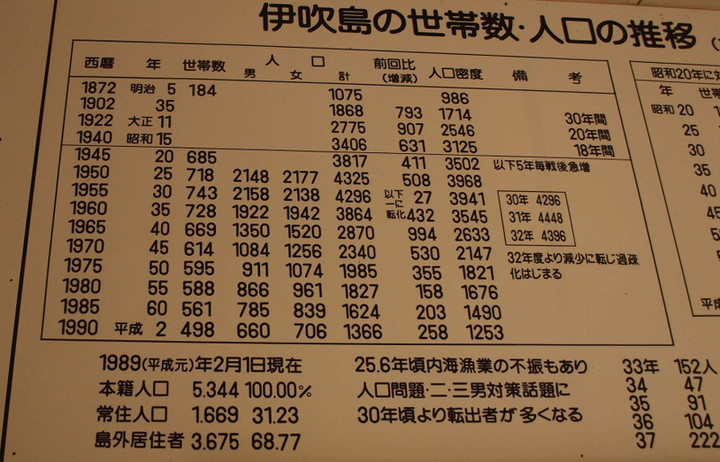 伊吹島の世帯数・人口の推移
西暦 年 世帯数 人口 男 女 計 前回比(増減) 人口密度 備考
1872 明治 5 184 1075 986
1902 35 1868 793 1714 30年間
1922 大正 11 2775 907 2546 20年間
1940 昭和 15 3406 631 3125 18年間
1945 20 685 3817 411 3502 以下5年毎戦後急増
1950 25 718 2148 2177 4325 508 3968
1955 30 743 2158 2138 4296 以下一に転化 27 3941 30年 4296
1960 35 728 1922 1942 3864 432 3545 31年 4448
1965 40 669 1350 1520 2870 994 2633 32年 4396
1970 45 614 1084 1256 2340 530 2147
1975 50 595 911 1074 1985 355 1821 32年度より減少に転じ過疎
1980 55 588 866 961 1827 158 1676 化はじまる
1985 60 561 785 839 1624 203 1490
1990 平成 2 498 660 706 1366 258 1253
1989(平成元)年2月1日現在
本籍人口 5.344 100.00%
常住人口 1.669 31.23
島外居住者 3.675 68.77
25.6年頃内海漁業の不振もあり
人口問題・二・三男対策話題に
30年頃より転出者が多くなる
昭和20年に
年 世
昭和 20
25
30
35
40
33年 152人
34 47
35 91
36 104
37 222